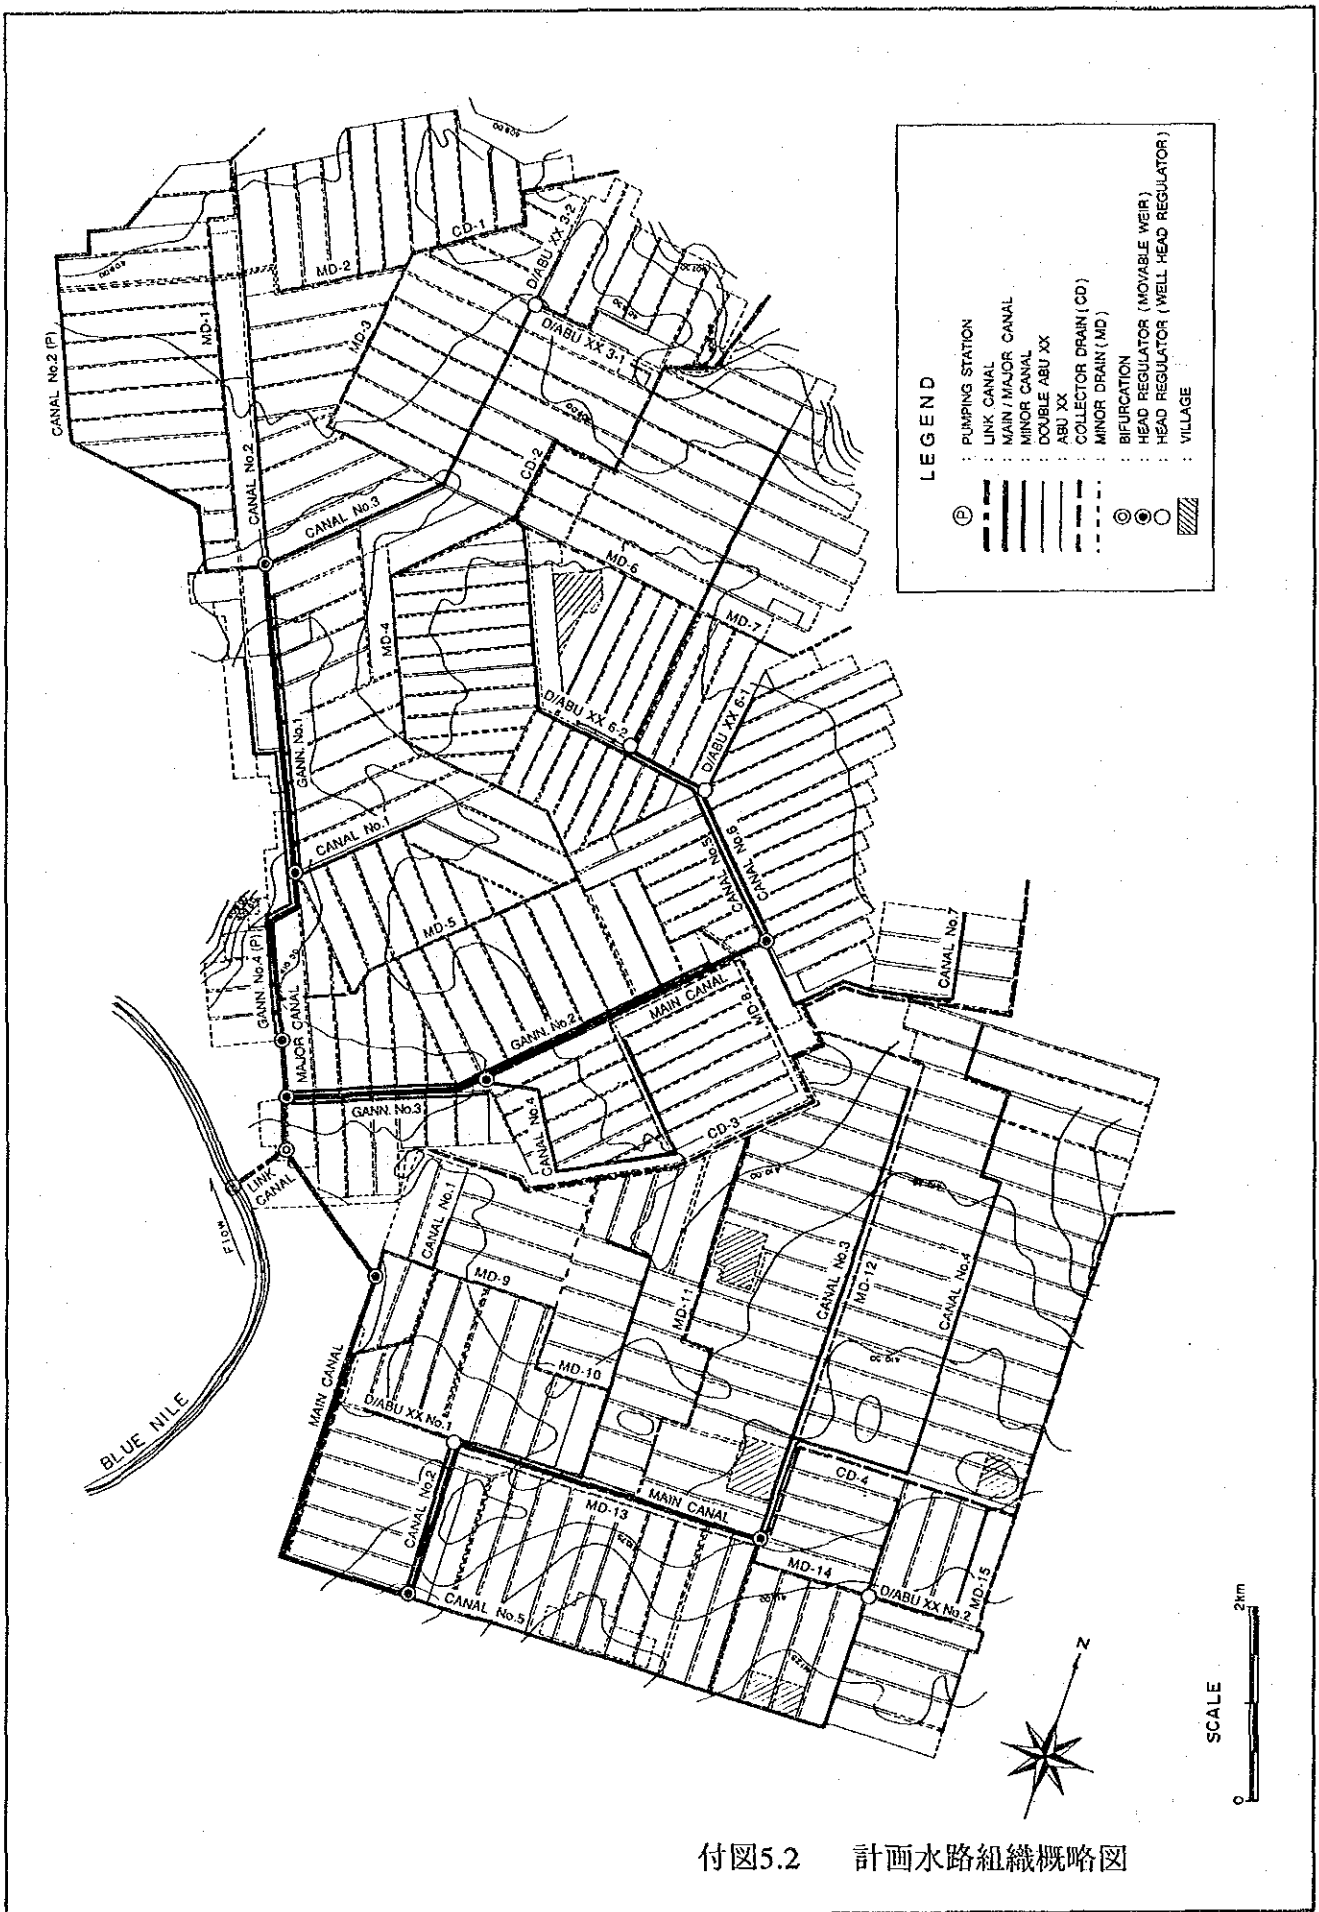 CANAL No.2 (P)
MD-1
CANAL No.2
MD-2
MD-3
CD-1
D/ABU XX 3-2
D/ABU XX 3-1
CANAL No.3
CD-2
MD-4
MD-6
MD-7
GANN. No.1
D/ABU XX 6-2
D/ABU XX 6-1
CANAL No.1
MD-5
CANAL No.5
CANAL No.6
CANAL No.7
GANN. No.4 (P)
MAJOR CANAL
GANN. No.2
MAIN CANAL
MD-8
GANN. No.3
CANAL No.4
CD-3
LINK CANAL
Flow
BLUE NILE
MAIN CANAL
CANAL No.1
MD-9
MD-10
MD-11
CANAL No.3
MD-12
CANAL No.4
D/ABU XX No.1
CANAL No.2
MD-13
MAIN CANAL
CD-4
MD-14
D/ABU XX No.2
MD-15
CANAL No.5
LEGEND
P : PUMPING STATION
: LINK CANAL
: MAIN / MAJOR CANAL
: MINOR CANAL
: DOUBLE ABU XX
: ABU XX
: COLLECTOR DRAIN (CD)
: MINOR DRAIN (MD)
: BIFURCATION
: HEAD REGULATOR (MOVABLE WEIR)
: HEAD REGULATOR (WELL HEAD REGULATOR)
: VILLAGE
Z
SCALE
0 2km
付図5.2 計画水路組織概略図